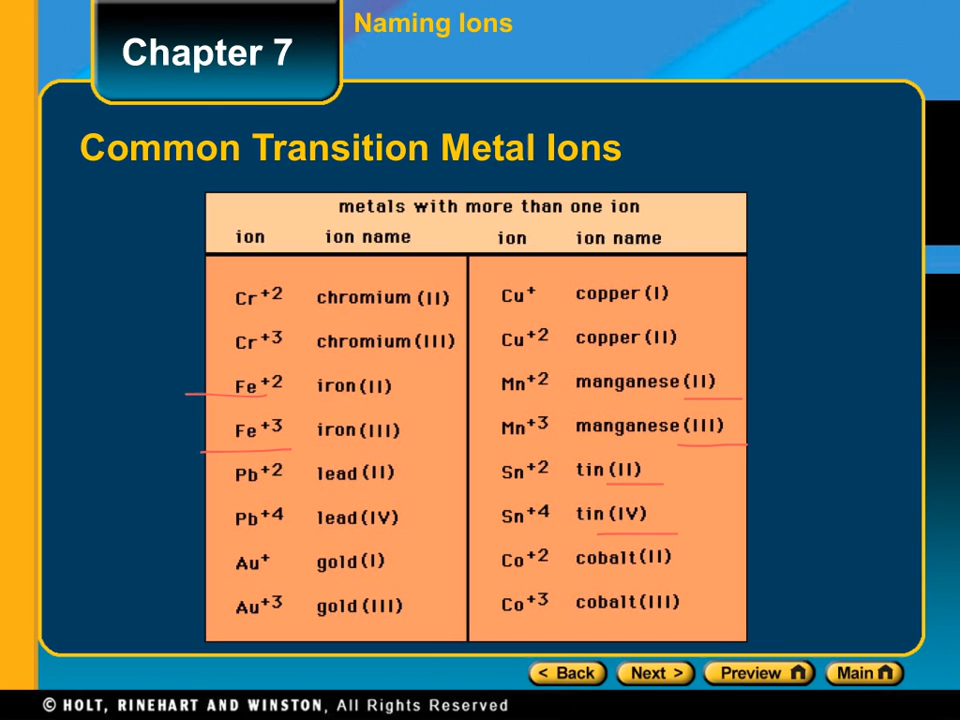 Naming Ions
Chapter 7
Common Transition Metal Ions
metals with more than one ion
ion ion name ion ion name
Cr+2 chromium (II) Cu+ copper (I)
Cr+3 chromium (III) Cu+2 copper (II)
Fe+2 iron (II) Mn+2 manganese (II)
Fe+3 iron (III) Mn+3 manganese (III)
Pb+2 lead (II) Sn+2 tin (II)
Pb+4 lead (IV) Sn+4 tin (IV)
Au+ gold (I) Co+2 cobalt (II)
Au+3 gold (III) Co+3 cobalt (III)
< Back Next > Preview Main
© HOLT, RINEHART AND WINSTON, All Rights Reserved